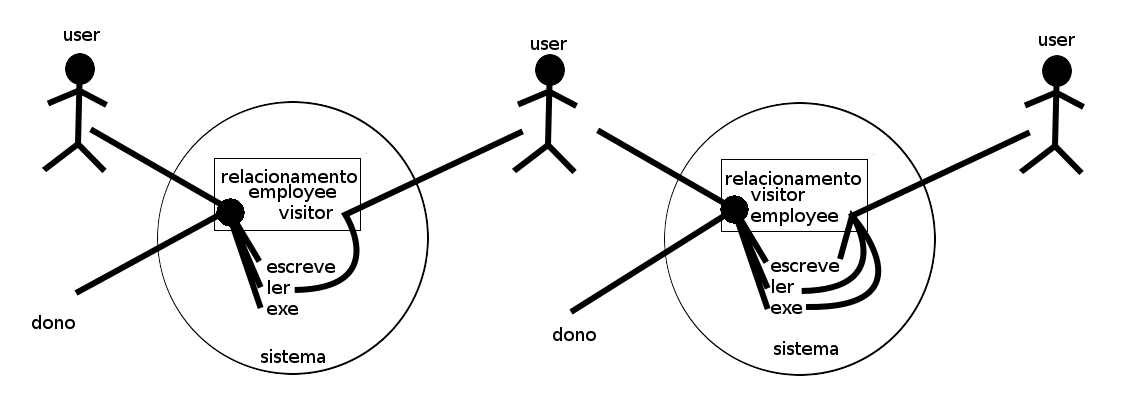 user
user
user
relacionamento
employee
visitor
escreve
ler
exe
dono
sistema
relacionamento
visitor
employee
escreve
ler
exe
dono
sistema